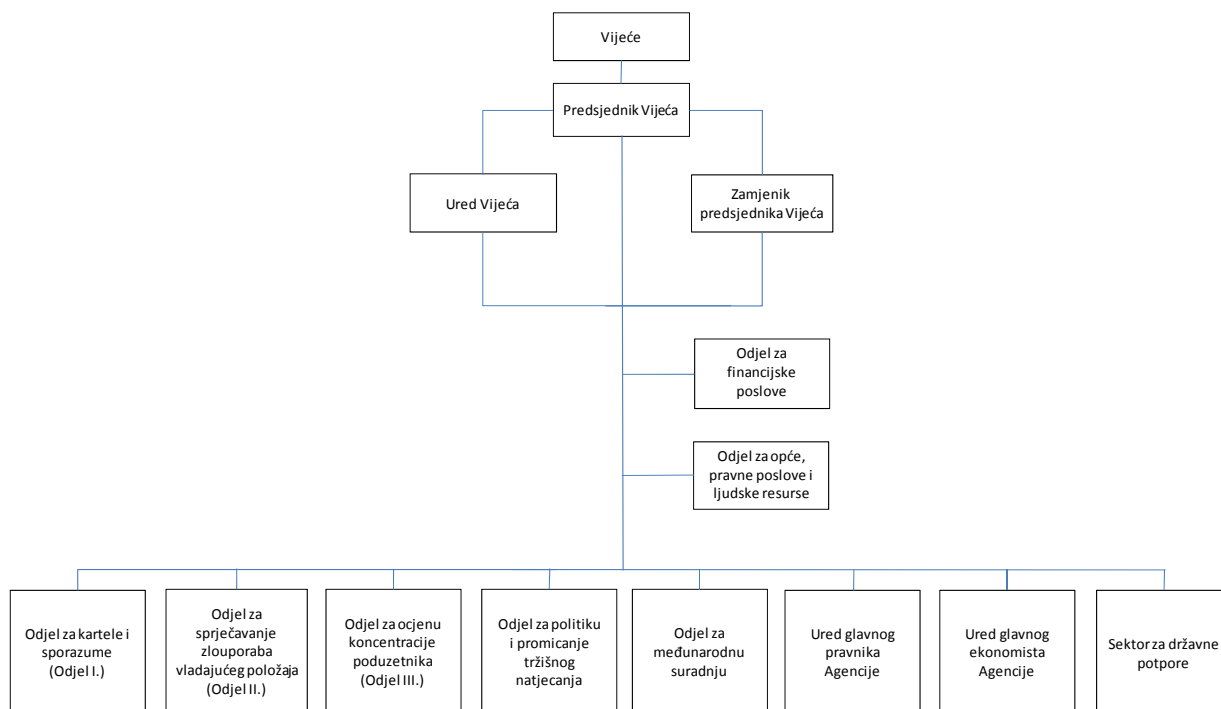 Vijeće
Predsjednik Vijeća
Ured Vijeća
Zamjenik
predsjednika Vijeća
Odjel za
financijske
poslove
Odjel za opće,
pravne poslove i
ljudske resurse
Odjel za kartele i
sporazume
(Odjel I.)
Odjel za
sprječavanje
zlouporaba
vladajućeg položaja
(Odjel II.)
Odjel za ocjenu
koncentracije
poduzetnika
(Odjel III.)
Odjel za politiku
i promicanje
tržišnog
natjecanja
Odjel za
međunarodnu
suradnju
Ured glavnog
pravnika
Agencije
Ured glavnog
ekonomista
Agencije
Sektor za državne
potpore